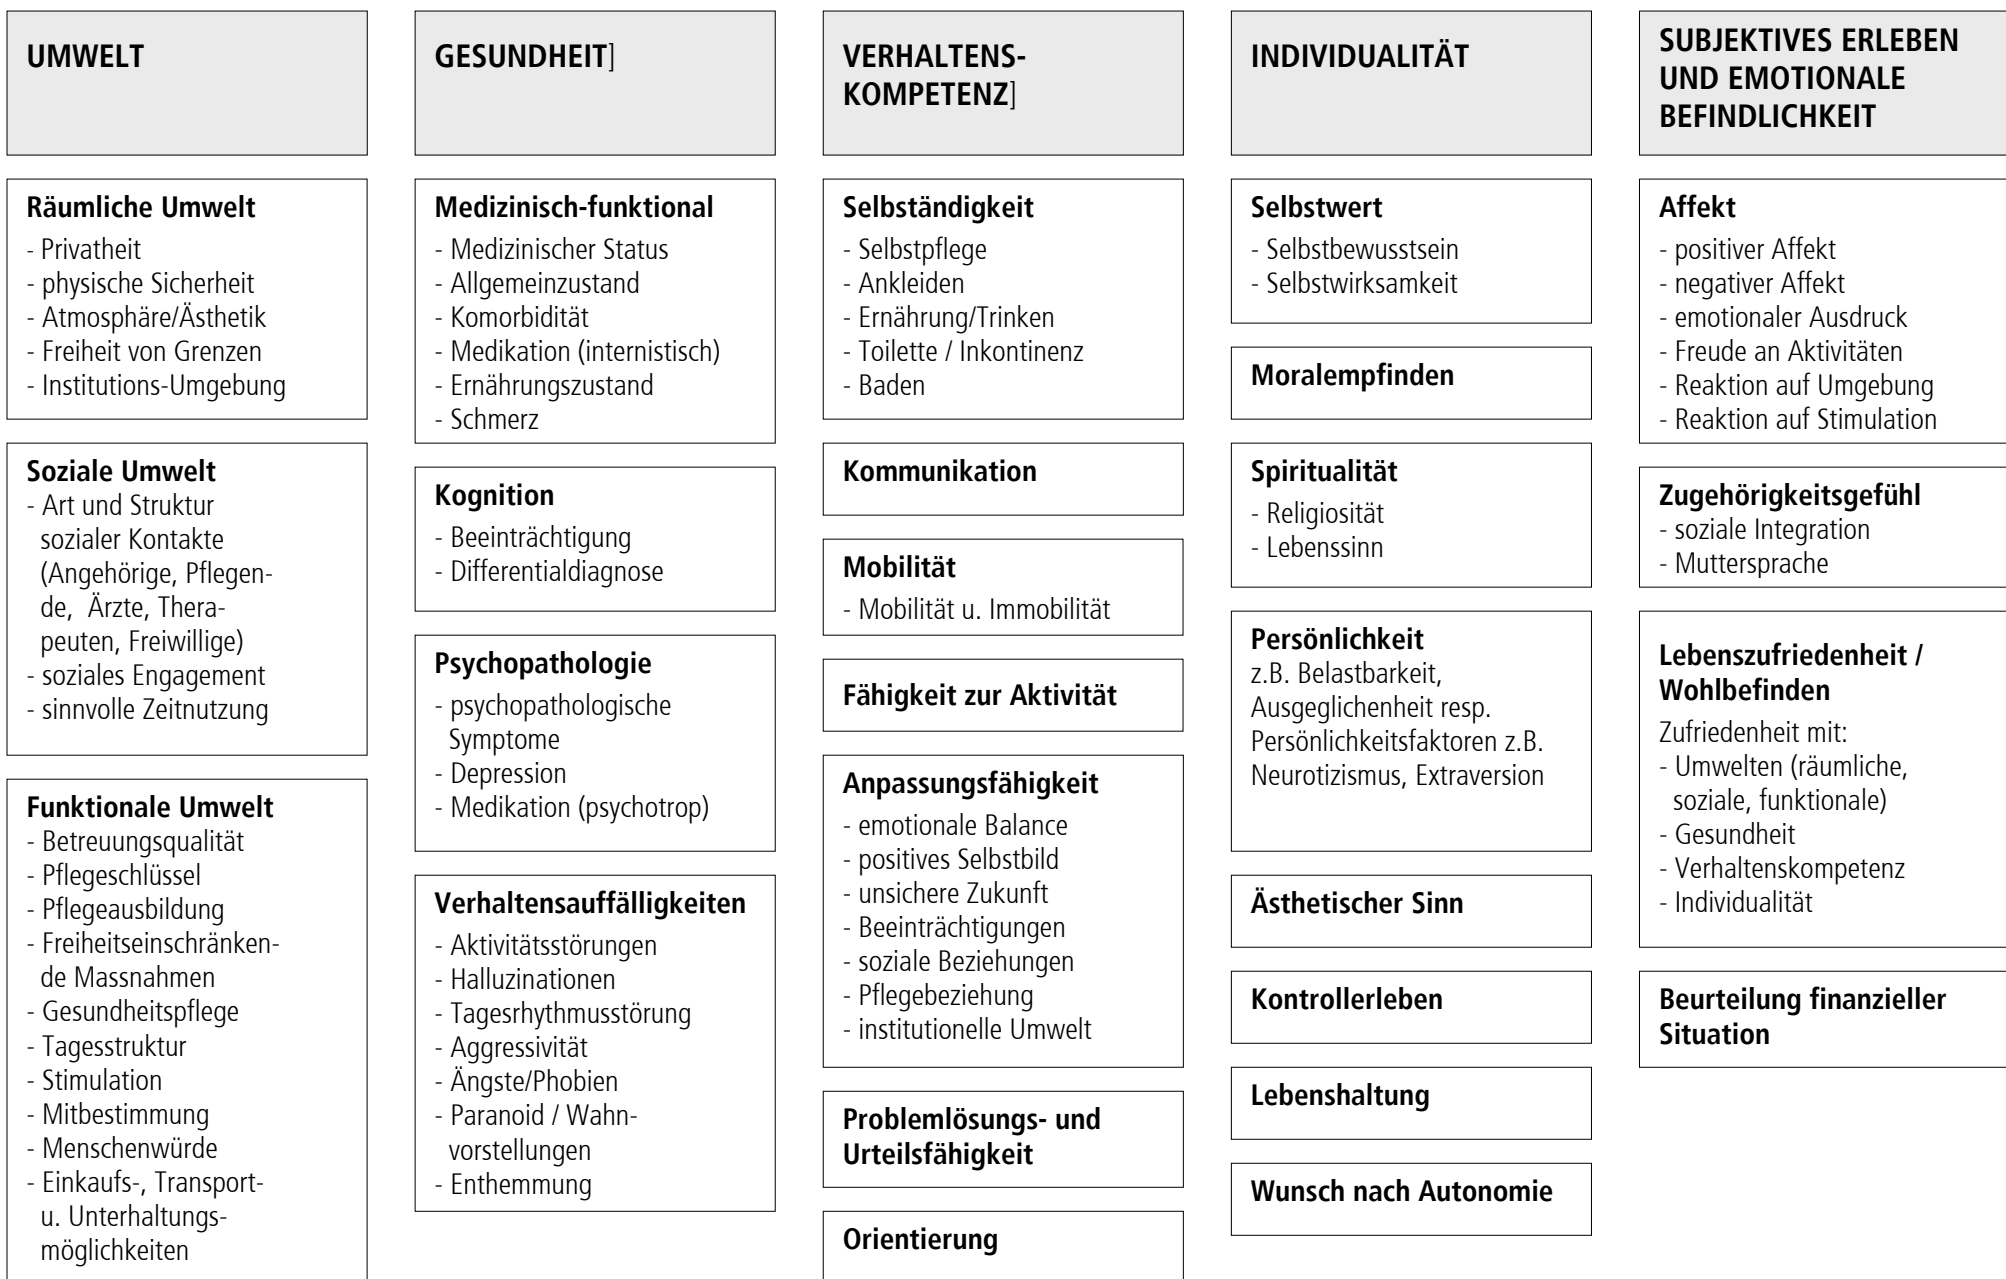 UMWELT
Räumliche Umwelt
- Privatheit
- physische Sicherheit
- Atmosphäre/Ästhetik
- Freiheit von Grenzen
- Institutions-Umgebung
Soziale Umwelt
- Art und Struktur
sozialer Kontakte
(Angehörige, Pflegen-
de,  Ärzte, Thera-
peuten, Freiwillige)
- soziales Engagement
- sinnvolle Zeitnutzung
Funktionale Umwelt
- Betreuungsqualität
- Pflegeschlüssel
- Pflegeausbildung
- Freiheitseinschränken-
de Massnahmen
- Gesundheitspflege
- Tagesstruktur
- Stimulation
- Mitbestimmung
- Menschenwürde
- Einkaufs-, Transport-
u. Unterhaltungs-
möglichkeiten
GESUNDHEIT]
Medizinisch-funktional
- Medizinischer Status
- Allgemeinzustand
- Komorbidität
- Medikation (internistisch)
- Ernährungszustand
- Schmerz
Kognition
- Beeinträchtigung
- Differentialdiagnose
Psychopathologie
- psychopathologische
Symptome
- Depression
- Medikation (psychotrop)
Verhaltensauffälligkeiten
- Aktivitätsstörungen
- Halluzinationen
- Tagesrhythmusstörung
- Aggressivität
- Ängste/Phobien
- Paranoid / Wahn-
vorstellungen
- Enthemmung
VERHALTENS-
KOMPETENZ]
Selbständigkeit
- Selbstpflege
- Ankleiden
- Ernährung/Trinken
- Toilette / Inkontinenz
- Baden
Kommunikation
Mobilität
- Mobilität u. Immobilität
Fähigkeit zur Aktivität
Anpassungsfähigkeit
- emotionale Balance
- positives Selbstbild
- unsichere Zukunft
- Beeinträchtigungen
- soziale Beziehungen
- Pflegebeziehung
- institutionelle Umwelt
Problemlösungs- und
Urteilsfähigkeit
Orientierung
INDIVIDUALITÄT
Selbstwert
- Selbstbewusstsein
- Selbstwirksamkeit
Moralempfinden
Spiritualität
- Religiosität
- Lebenssinn
Persönlichkeit
z.B. Belastbarkeit,
Ausgeglichenheit resp.
Persönlichkeitsfaktoren z.B.
Neurotizismus, Extraversion
Ästhetischer Sinn
Kontrollerleben
Lebenshaltung
Wunsch nach Autonomie
SUBJEKTIVES ERLEBEN
UND EMOTIONALE
BEFINDLICHKEIT
Affekt
- positiver Affekt
- negativer Affekt
- emotionaler Ausdruck
- Freude an Aktivitäten
- Reaktion auf Umgebung
- Reaktion auf Stimulation
Zugehörigkeitsgefühl
- soziale Integration
- Muttersprache
Lebenszufriedenheit /
Wohlbefinden
Zufriedenheit mit:
- Umwelten (räumliche,
soziale, funktionale)
- Gesundheit
- Verhaltenskompetenz
- Individualität
Beurteilung finanzieller
Situation